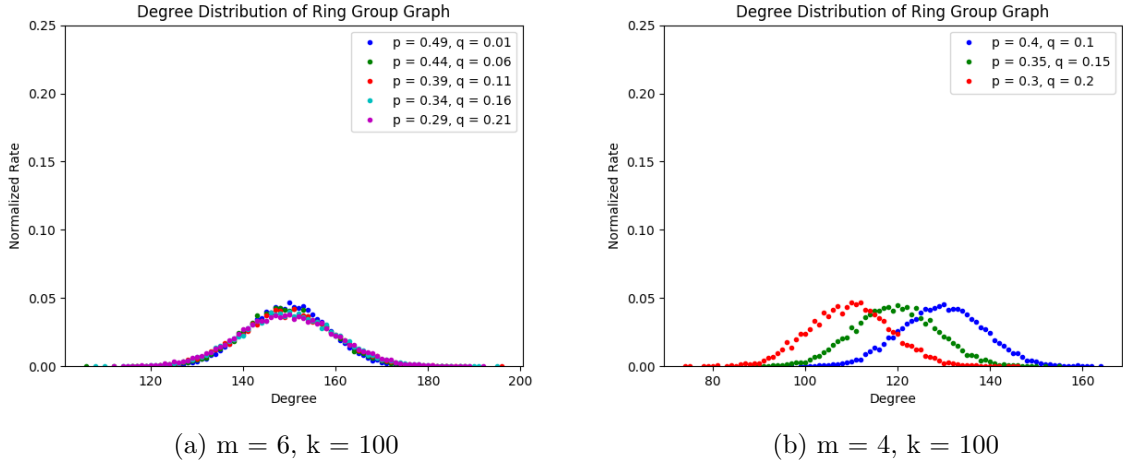 Degree Distribution of Ring Group Graph
Normalized Rate
0.25
0.20
0.15
0.10
0.05
0.00
p = 0.49, q = 0.01
p = 0.44, q = 0.06
p = 0.39, q = 0.11
p = 0.34, q = 0.16
p = 0.29, q = 0.21
120 140 160 180 200
Degree
(a) m = 6, k = 100
Degree Distribution of Ring Group Graph
Normalized Rate
0.25
0.20
0.15
0.10
0.05
0.00
p = 0.4, q = 0.1
p = 0.35, q = 0.15
p = 0.3, q = 0.2
80 100 120 140 160
Degree
(b) m = 4, k = 100